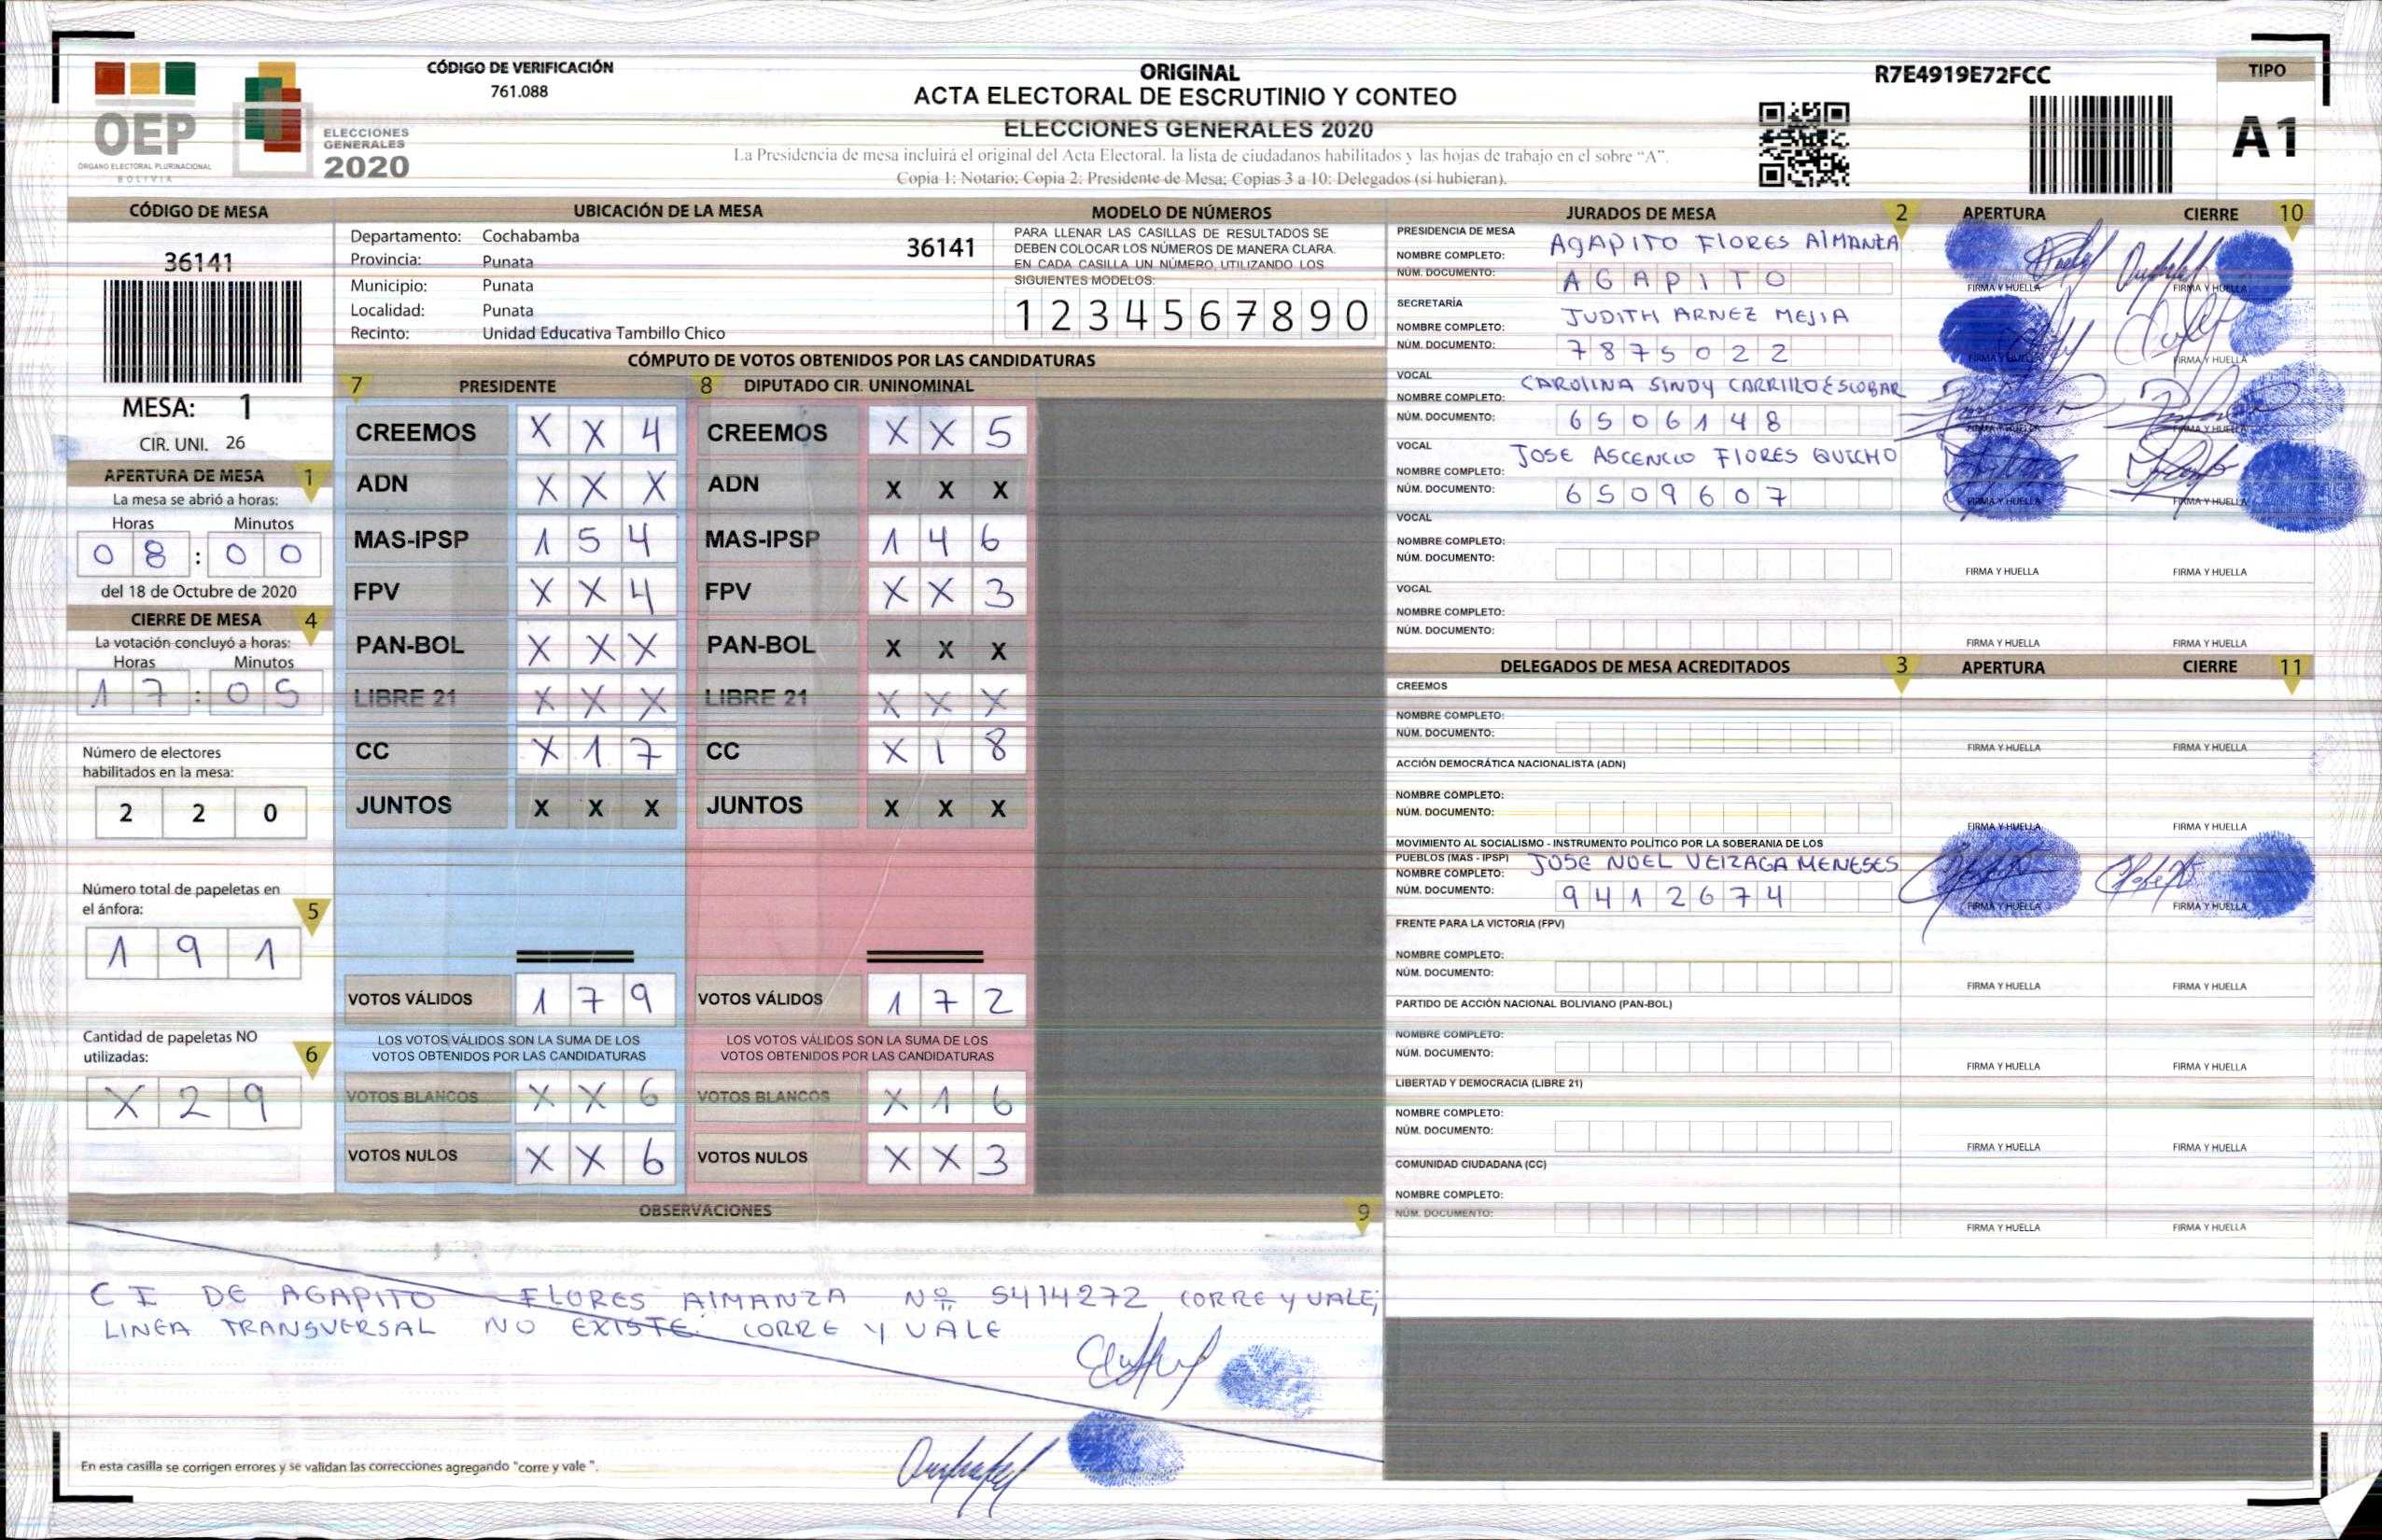 OEP
ÓRGANO ELECTORAL PLURINACIONAL
BOLIVIA
ELECCIONES
GENERALES
2020
CÓDIGO DE VERIFICACIÓN
761.088
ORIGINAL
ACTA ELECTORAL DE ESCRUTINIO Y CONTEO
ELECCIONES GENERALES 2020
La Presidencia de mesa incluirá el original del Acta Electoral, la lista de ciudadanos habilitados y las hojas de trabajo en el sobre “A”.
Copia 1: Notario; Copia 2: Presidente de Mesa; Copias 3 a 10: Delegados (si hubieran).
R7E4919E72FCC
TIPO
A1
CÓDIGO DE MESA
36141
MESA: 1
CIR. UNI. 26
APERTURA DE MESA 1
La mesa se abrió a horas:
Horas Minutos
0 8 : 0 0
del 18 de Octubre de 2020
CIERRE DE MESA 4
La votación concluyó a horas:
Horas Minutos
1 7 : 0 5
Número de electores
habilitados en la mesa:
2 2 0
Número total de papeletas en
el ánfora: 5
1 9 1
Cantidad de papeletas NO
utilizadas: 6
X 2 9
UBICACIÓN DE LA MESA
Departamento: Cochabamba 36141
Provincia: Punata
Municipio: Punata
Localidad: Punata
Recinto: Unidad Educativa Tambillo Chico
MODELO DE NÚMEROS
PARA LLENAR LAS CASILLAS DE RESULTADOS SE
DEBEN COLOCAR LOS NÚMEROS DE MANERA CLARA.
EN CADA CASILLA UN NÚMERO, UTILIZANDO LOS
SIGUIENTES MODELOS:
1 2 3 4 5 6 7 8 9 0
CÓMPUTO DE VOTOS OBTENIDOS POR LAS CANDIDATURAS
7 PRESIDENTE 8 DIPUTADO CIR. UNINOMINAL
CREEMOS X X 4 CREEMOS X X 5
ADN X X X ADN X X X
MAS-IPSP 1 5 4 MAS-IPSP 1 4 6
FPV X X 4 FPV X X 3
PAN-BOL X X X PAN-BOL X X X
LIBRE 21 X X X LIBRE 21 X X X
CC X 1 7 CC X 1 8
JUNTOS X X X JUNTOS X X X
VOTOS VÁLIDOS 1 7 9 VOTOS VÁLIDOS 1 7 2
LOS VOTOS VÁLIDOS SON LA SUMA DE LOS LOS VOTOS VÁLIDOS SON LA SUMA DE LOS
VOTOS OBTENIDOS POR LAS CANDIDATURAS VOTOS OBTENIDOS POR LAS CANDIDATURAS
VOTOS BLANCOS X X 6 VOTOS BLANCOS X 1 6
VOTOS NULOS X X 6 VOTOS NULOS X X 3
OBSERVACIONES 9
C I DE AGAPITO FLORES AlMANZA Nº 5414272 CORRE Y VALE;
LINEA TRANSVERSAL NO EXISTE. CORRE Y VALE
En esta casilla se corrigen errores y se validan las correcciones agregando "corre y vale ".
JURADOS DE MESA 2 APERTURA CIERRE 10
PRESIDENCIA DE MESA
NOMBRE COMPLETO: AGAPITO FlORES AlMANZA
NÚM. DOCUMENTO: A G A P I T O
FIRMA Y HUELLA FIRMA Y HUELLA
SECRETARÍA
NOMBRE COMPLETO: JUDITH ARNEZ MEJIA
NÚM. DOCUMENTO: 7 8 7 5 0 2 2
FIRMA Y HUELLA FIRMA Y HUELLA
VOCAL
NOMBRE COMPLETO: CAROLINA SINDY CARRILLO ESCOBAR
NÚM. DOCUMENTO: 6 5 0 6 1 4 8
FIRMA Y HUELLA FIRMA Y HUELLA
VOCAL
NOMBRE COMPLETO: JOSE ASCENCIO FlORES
NÚM. DOCUMENTO: 6 5 0 9 6 0 7
FIRMA Y HUELLA FIRMA Y HUELLA
VOCAL
NOMBRE COMPLETO:
NÚM. DOCUMENTO:
FIRMA Y HUELLA FIRMA Y HUELLA
VOCAL
NOMBRE COMPLETO:
NÚM. DOCUMENTO:
FIRMA Y HUELLA FIRMA Y HUELLA
DELEGADOS DE MESA ACREDITADOS 3 APERTURA CIERRE 11
CREEMOS
NOMBRE COMPLETO:
NÚM. DOCUMENTO:
FIRMA Y HUELLA FIRMA Y HUELLA
ACCIÓN DEMOCRÁTICA NACIONALISTA (ADN)
NOMBRE COMPLETO:
NÚM. DOCUMENTO:
FIRMA Y HUELLA FIRMA Y HUELLA
MOVIMIENTO AL SOCIALISMO - INSTRUMENTO POLÍTICO POR LA SOBERANIA DE LOS
PUEBLOS (MAS - IPSP)
NOMBRE COMPLETO: JOSE NOEL VEIZAGA MENESES
NÚM. DOCUMENTO: 9 4 1 2 6 7 4
FIRMA Y HUELLA FIRMA Y HUELLA
FRENTE PARA LA VICTORIA (FPV)
NOMBRE COMPLETO:
NÚM. DOCUMENTO:
FIRMA Y HUELLA FIRMA Y HUELLA
PARTIDO DE ACCIÓN NACIONAL BOLIVIANO (PAN-BOL)
NOMBRE COMPLETO:
NÚM. DOCUMENTO:
FIRMA Y HUELLA FIRMA Y HUELLA
LIBERTAD Y DEMOCRACIA (LIBRE 21)
NOMBRE COMPLETO:
NÚM. DOCUMENTO:
FIRMA Y HUELLA FIRMA Y HUELLA
COMUNIDAD CIUDADANA (CC)
NOMBRE COMPLETO:
NÚM. DOCUMENTO:
FIRMA Y HUELLA FIRMA Y HUELLA